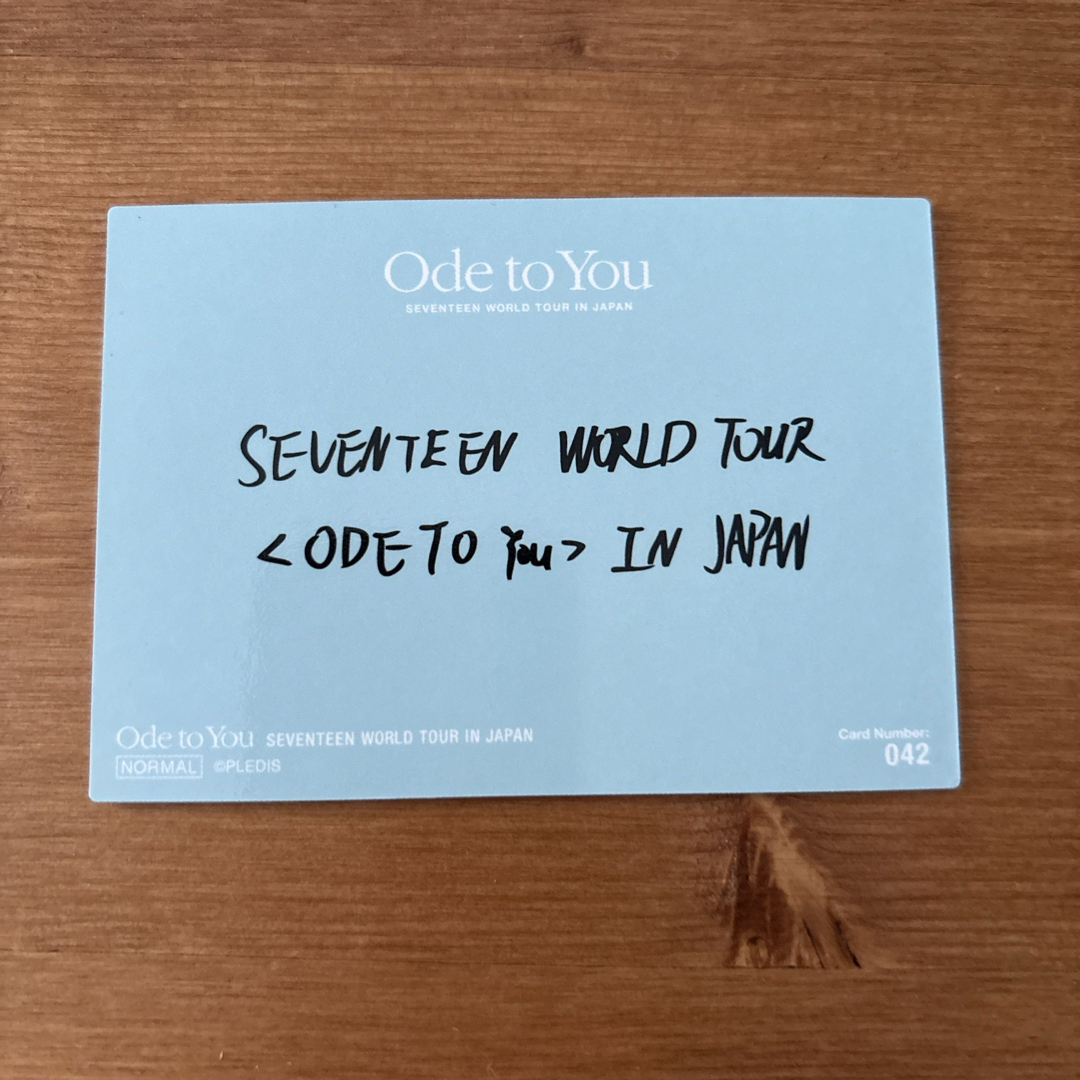 Ode to You
SEVENTEEN WORLD TOUR IN JAPAN
SEVENTEEN WORLD TOUR
<ODE TO You> IN JAPAN
Ode to You SEVENTEEN WORLD TOUR IN JAPAN
NORMAL ©PLEDIS
Card Number:
042